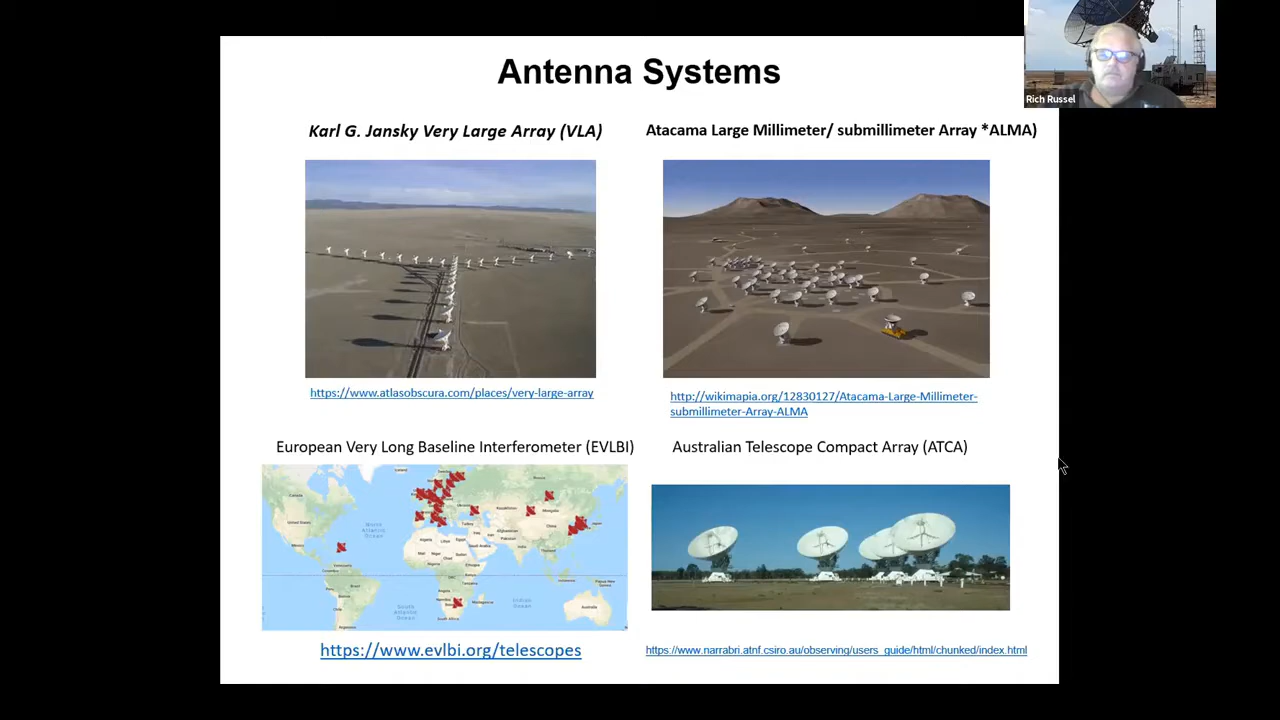 Antenna Systems
Rich Russel
Karl G. Jansky Very Large Array (VLA)
Atacama Large Millimeter/ submillimeter Array *ALMA)
https://www.atlasobscura.com/places/very-large-array
http://wikimapia.org/12830127/Atacama-Large-Millimeter-
submillimeter-Array-ALMA
European Very Long Baseline Interferometer (EVLBI)
Australian Telescope Compact Array (ATCA)
https://www.evlbi.org/telescopes
https://www.narrabri.atnf.csiro.au/observing/users_guide/html/chunked/index.html